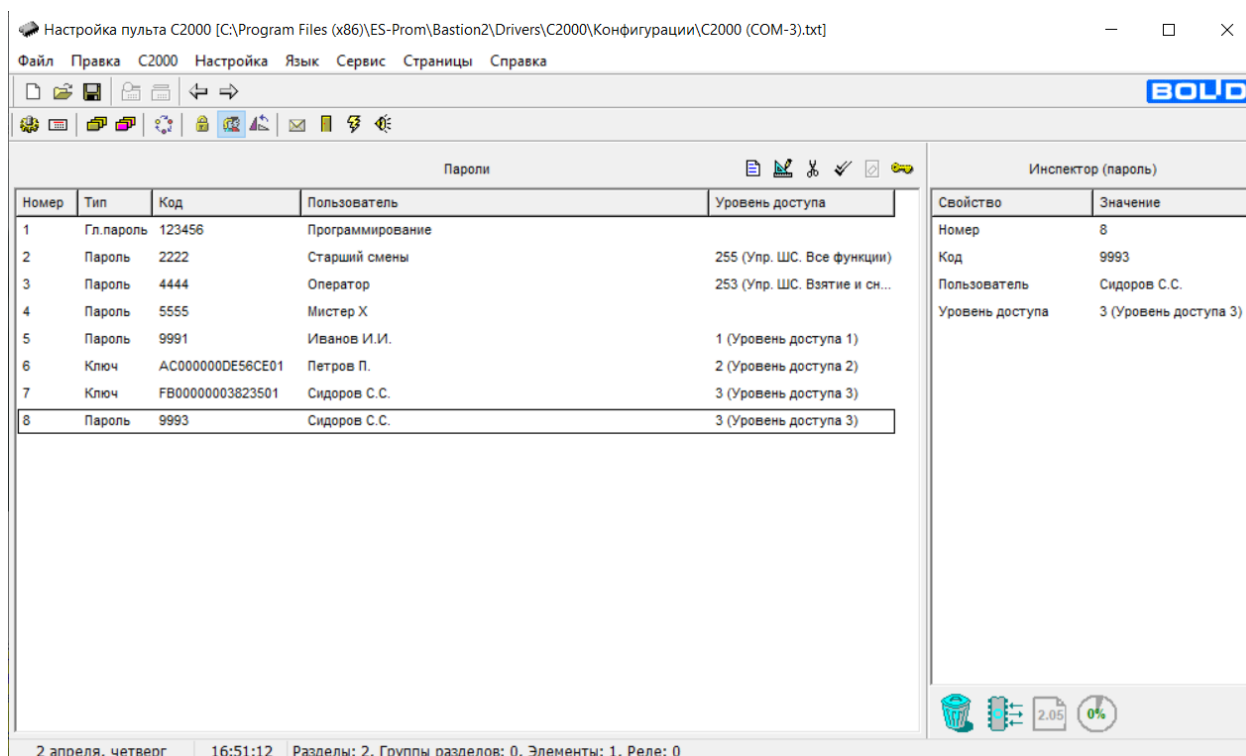 Настройка пульта C2000 [C:\Program Files (x86)\ES-Prom\Bastion2\Drivers\C2000\Конфигурации\C2000 (COM-3).txt]
Файл Правка C2000 Настройка Язык Сервис Страницы Справка
BOLID
Пароли
Инспектор (пароль)
Номер Тип Код Пользователь Уровень доступа Свойство Значение
1 Гл.пароль 123456 Программирование Номер 8
2 Пароль 2222 Старший смены 255 (Упр. ШС. Все функции) Код 9993
3 Пароль 4444 Оператор 253 (Упр. ШС. Взятие и сн... Пользователь Сидоров С.С.
4 Пароль 5555 Мистер X Уровень доступа 3 (Уровень доступа 3)
5 Пароль 9991 Иванов И.И. 1 (Уровень доступа 1)
6 Ключ AC000000DE56CE01 Петров П. 2 (Уровень доступа 2)
7 Ключ FB00000003823501 Сидоров С.С. 3 (Уровень доступа 3)
8 Пароль 9993 Сидоров С.С. 3 (Уровень доступа 3)
2.05 0%
2 апреля, четверг 16:51:12 Разделы: 2, Группы разделов: 0, Элементы: 1, Реле: 0